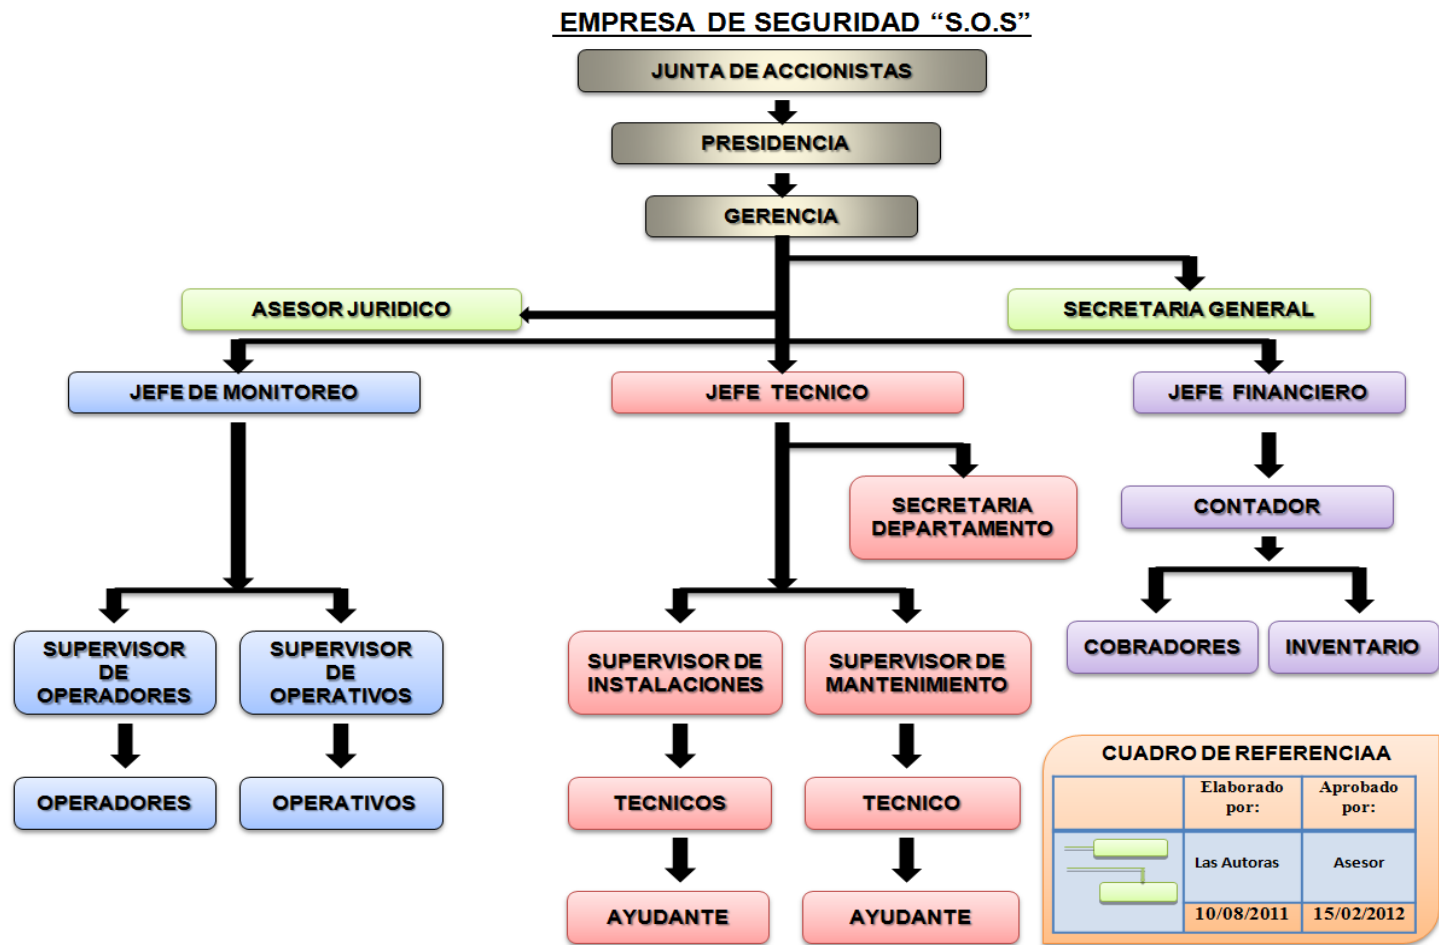 EMPRESA DE SEGURIDAD “S.O.S”
JUNTA DE ACCIONISTAS
PRESIDENCIA
GERENCIA
ASESOR JURIDICO
SECRETARIA GENERAL
JEFE DE MONITOREO
JEFE TECNICO
JEFE FINANCIERO
SECRETARIA
DEPARTAMENTO
CONTADOR
SUPERVISOR
DE
OPERADORES
SUPERVISOR
DE
OPERATIVOS
SUPERVISOR DE
INSTALACIONES
SUPERVISOR DE
MANTENIMIENTO
COBRADORES
INVENTARIO
OPERADORES
OPERATIVOS
TECNICOS
TECNICO
AYUDANTE
AYUDANTE
CUADRO DE REFERENCIAA
Elaborado
por:
Aprobado
por:
Las Autoras
Asesor
10/08/2011
15/02/2012